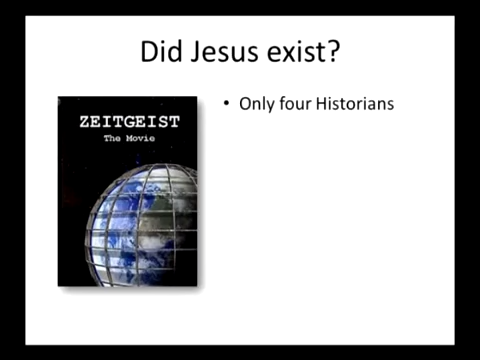 Did Jesus exist?
ZEITGEIST
The Movie
• Only four Historians